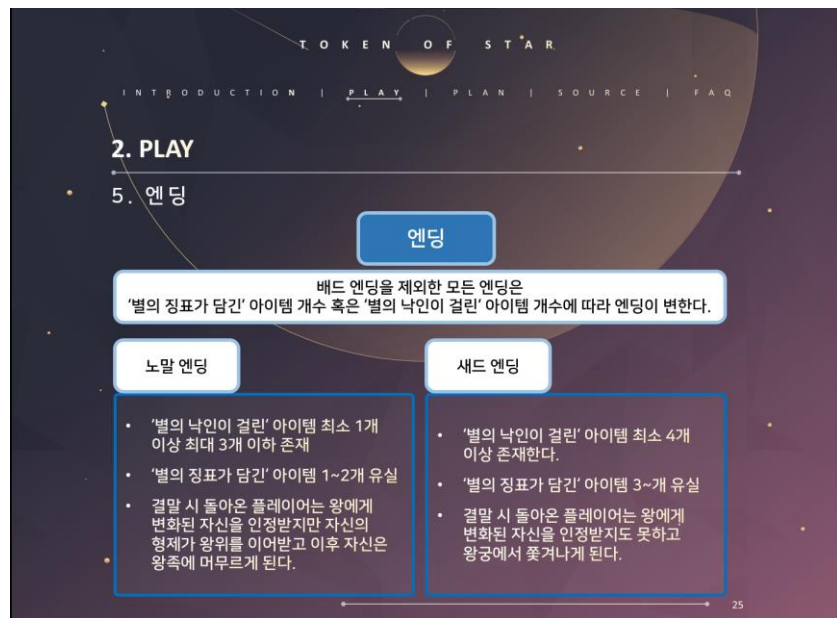 TOKEN OF STAR
INTRODUCTION | PLAY | PLAN | SOURCE | FAQ
2. PLAY
5. 엔딩
엔딩
배드 엔딩을 제외한 모든 엔딩은
‘별의 징표가 담긴’ 아이템 개수 혹은 ‘별의 낙인이 걸린’ 아이템 개수에 따라 엔딩이 변한다.
노말 엔딩
• ‘별의 낙인이 걸린’ 아이템 최소 1개
이상 최대 3개 이하 존재
• ‘별의 징표가 담긴’ 아이템 1~2개 유실
• 결말 시 돌아온 플레이어는 왕에게
변화된 자신을 인정받지만 자신의
형제가 왕위를 이어받고 이후 자신은
왕족에 머무르게 된다.
새드 엔딩
• ‘별의 낙인이 걸린’ 아이템 최소 4개
이상 존재한다.
• ‘별의 징표가 담긴’ 아이템 3~개 유실
• 결말 시 돌아온 플레이어는 왕에게
변화된 자신을 인정받지도 못하고
왕궁에서 쫓겨나게 된다.
25